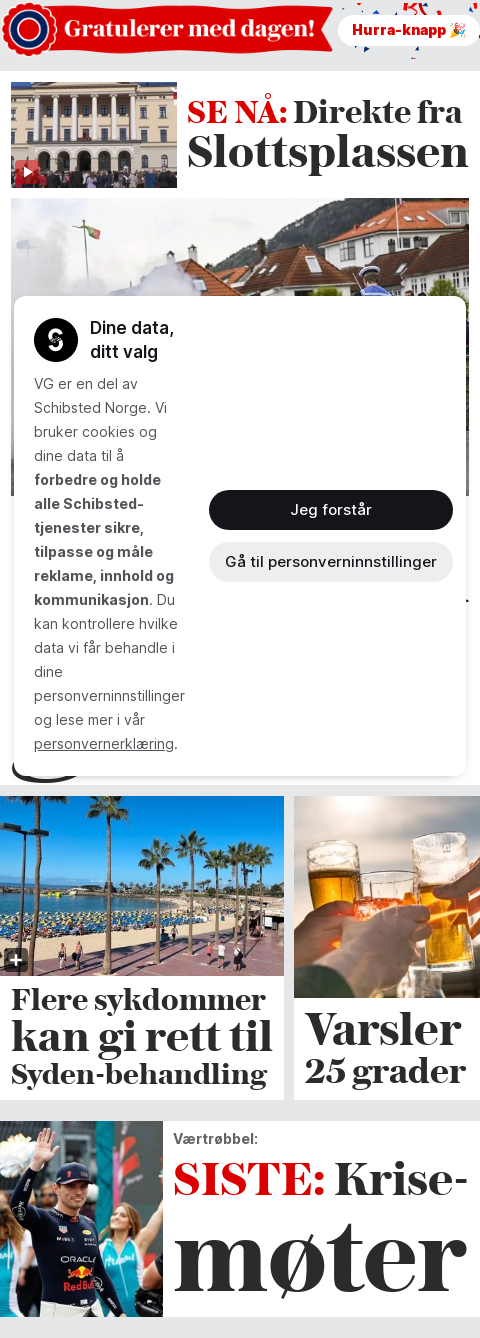 Gratulerer med dagen!
Hurra-knapp 🎉
SE NÅ: Direkte fra
Slottsplassen
Dine data,
ditt valg
VG er en del av
Schibsted Norge. Vi
bruker cookies og
dine data til å
forbedre og holde
alle Schibsted-
tjenester sikre,
tilpasse og måle
reklame, innhold og
kommunikasjon. Du
kan kontrollere hvilke
data vi får behandle i
dine
personverninnstillinger
og lese mer i vår
personvernerklæring.
Jeg forstår
Gå til personverninnstillinger
Flere sykdommer
kan gi rett til
Syden-behandling
Varsler
25 grader
Værtrøbbel:
SISTE: Krise-
møter
ORACLE
Red Bull